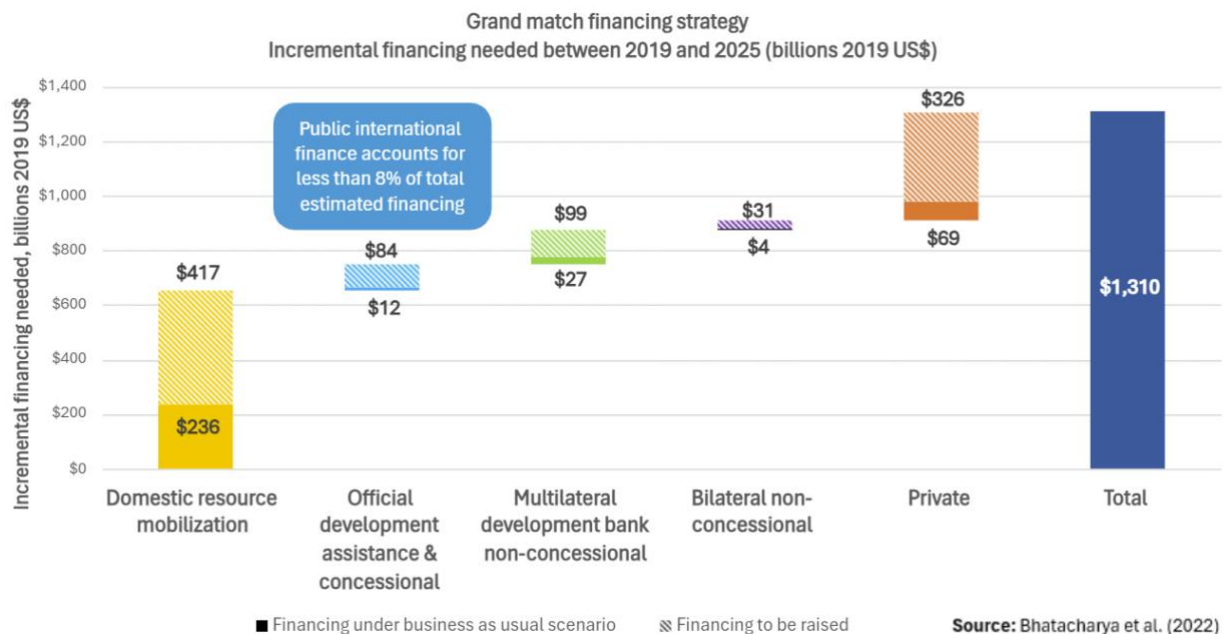 Grand match financing strategy
Incremental financing needed between 2019 and 2025 (billions 2019 US$)
Incremental financing needed, billions 2019 US$
$1,400
$1,200
$1,000
$800
$600
$400
$200
$0
Public international
finance accounts for
less than 8% of total
estimated financing
$417
$236
$84
$12
$99
$27
$31
$4
$326
$69
$1,310
Domestic resource
mobilization
Official
development
assistance &
concessional
Multilateral
development bank
non-concessional
Bilateral non-
concessional
Private
Total
Financing under business as usual scenario
Financing to be raised
Source: Bhatacharya et al. (2022)